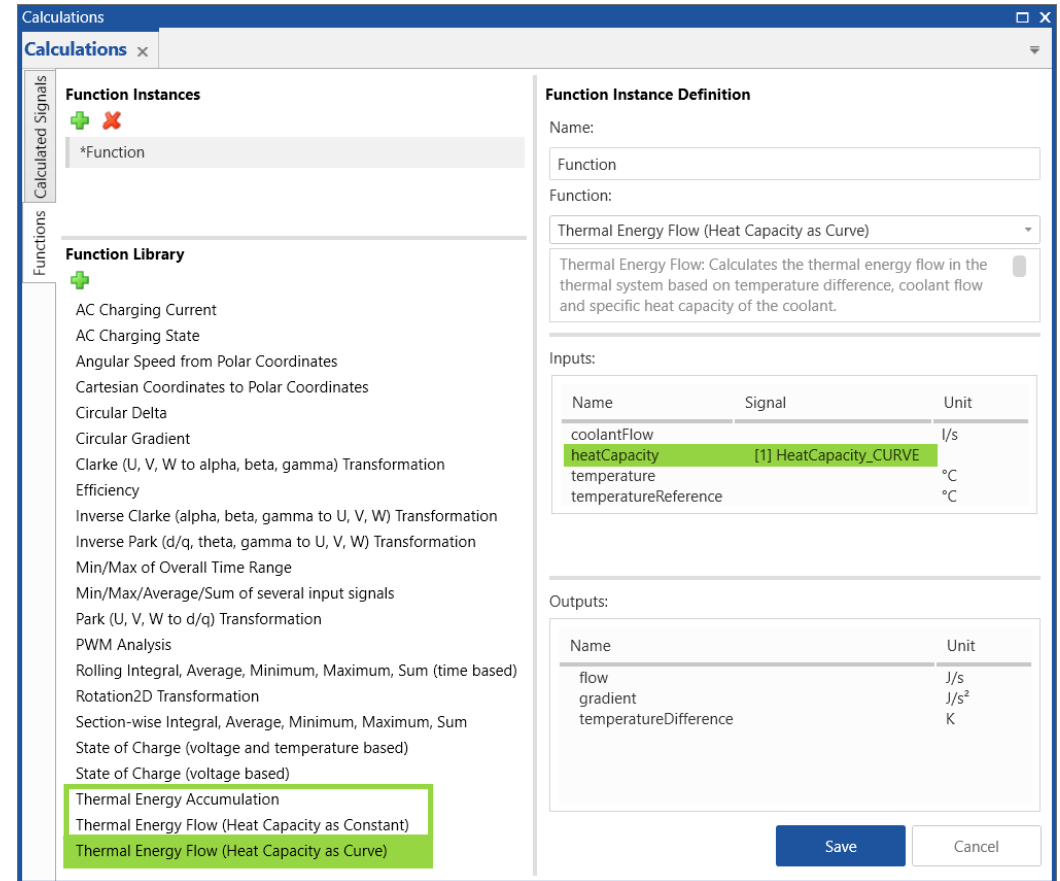 Calculations
Calculations
Calculated Signals
Functions
Function Instances
*Function
Function Library
AC Charging Current
AC Charging State
Angular Speed from Polar Coordinates
Cartesian Coordinates to Polar Coordinates
Circular Delta
Circular Gradient
Clarke (U, V, W to alpha, beta, gamma) Transformation
Efficiency
Inverse Clarke (alpha, beta, gamma to U, V, W) Transformation
Inverse Park (d/q, theta, gamma to U, V, W) Transformation
Min/Max of Overall Time Range
Min/Max/Average/Sum of several input signals
Park (U, V, W to d/q) Transformation
PWM Analysis
Rolling Integral, Average, Minimum, Maximum, Sum (time based)
Rotation2D Transformation
Section-wise Integral, Average, Minimum, Maximum, Sum
State of Charge (voltage and temperature based)
State of Charge (voltage based)
Thermal Energy Accumulation
Thermal Energy Flow (Heat Capacity as Constant)
Thermal Energy Flow (Heat Capacity as Curve)
Function Instance Definition
Name:
Function
Function:
Thermal Energy Flow (Heat Capacity as Curve)
Thermal Energy Flow: Calculates the thermal energy flow in the
thermal system based on temperature difference, coolant flow
and specific heat capacity of the coolant.
Inputs:
Name Signal Unit
coolantFlow l/s
heatCapacity [1] HeatCapacity_CURVE
temperature °C
temperatureReference °C
Outputs:
Name Unit
flow J/s
gradient J/s²
temperatureDifference K
Save Cancel